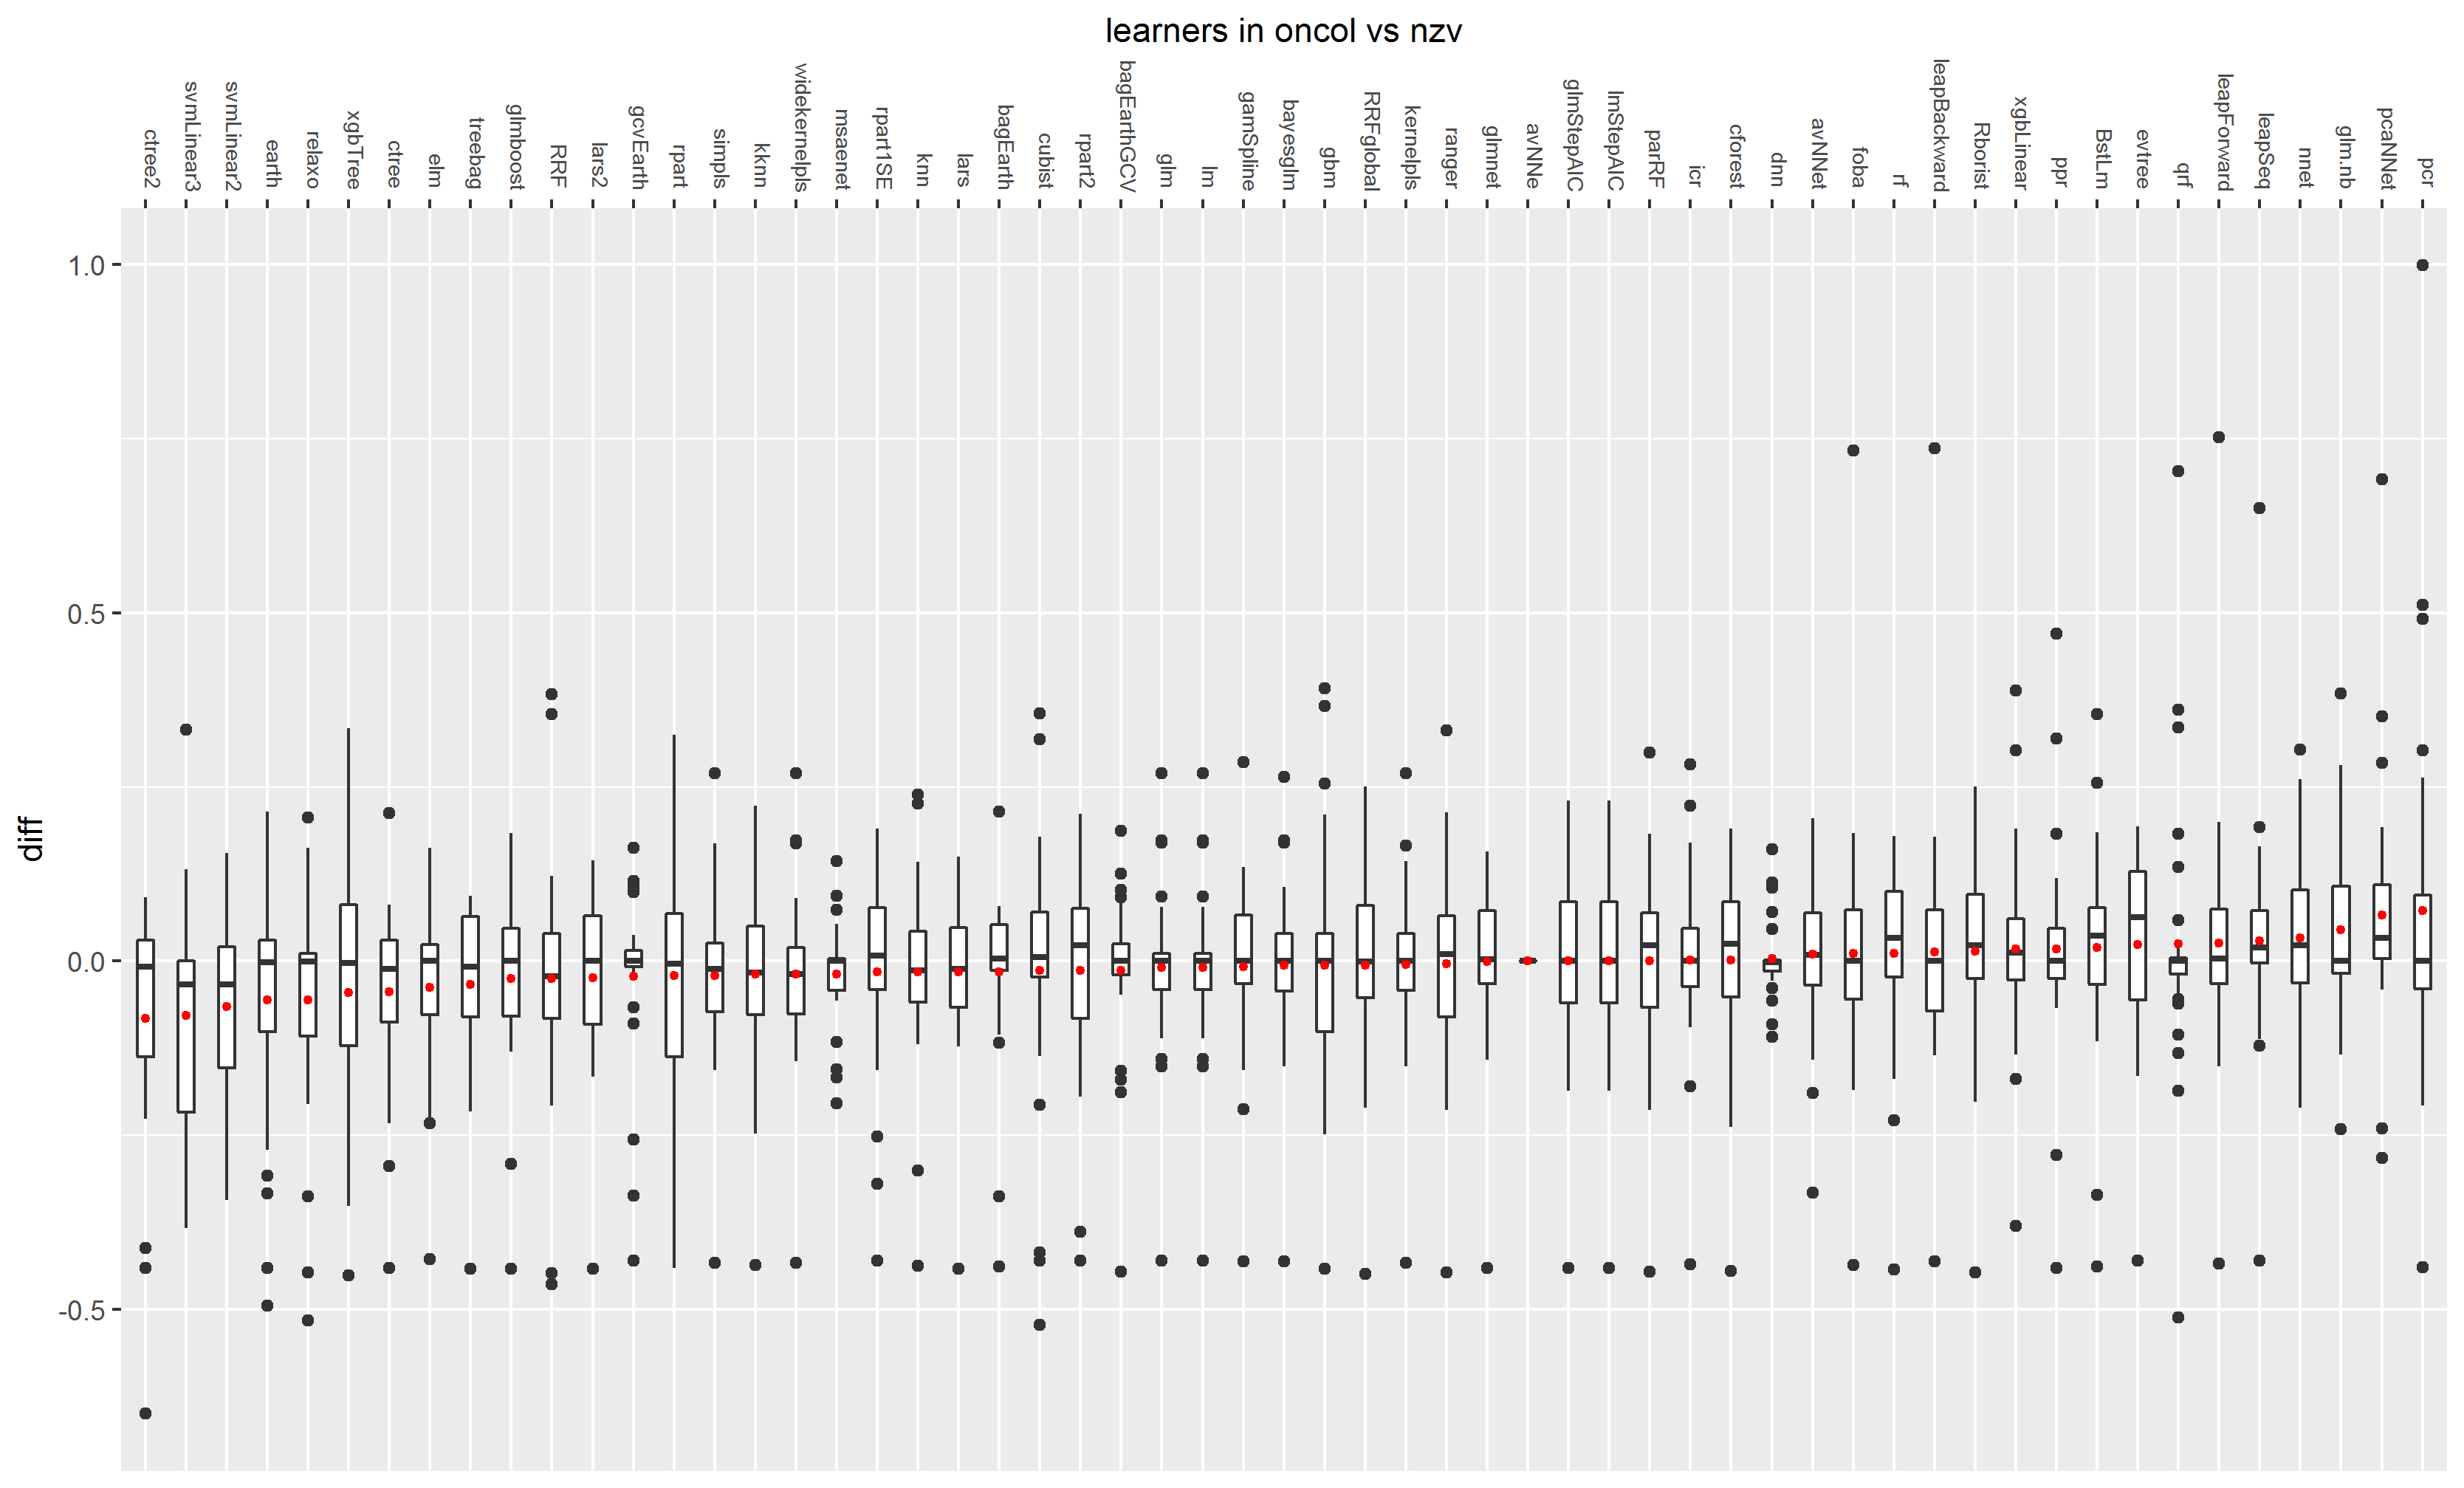 learners in oncol vs nzv
ctree2
svmLinear3
svmLinear2
earth
relaxo
xgbTree
ctree
elm
treebag
glmboost
RRF
lars2
gcvEarth
rpart
simpls
kknn
widekernelpls
msaenet
rpart1SE
knn
lars
bagEarth
cubist
rpart2
bagEarthGCV
glm
lm
gamSpline
bayesglm
gbm
RRFglobal
kernelpls
ranger
glmnet
avNNe
glmStepAIC
lmStepAIC
parRF
icr
cforest
dnn
avNNet
foba
rf
leapBackward
Rborist
xgbLinear
ppr
BstLm
evtree
qrf
leapForward
leapSeq
nnet
glm.nb
pcaNNet
pcr
1.0
0.5
0.0
-0.5
diff